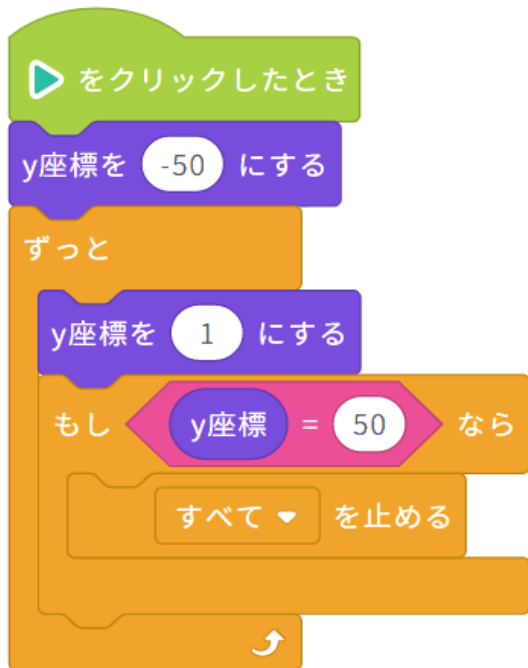 をクリックしたとき
y座標を -50 にする
ずっと
y座標を 1 にする
もし y座標 = 50 なら
すべて を止める